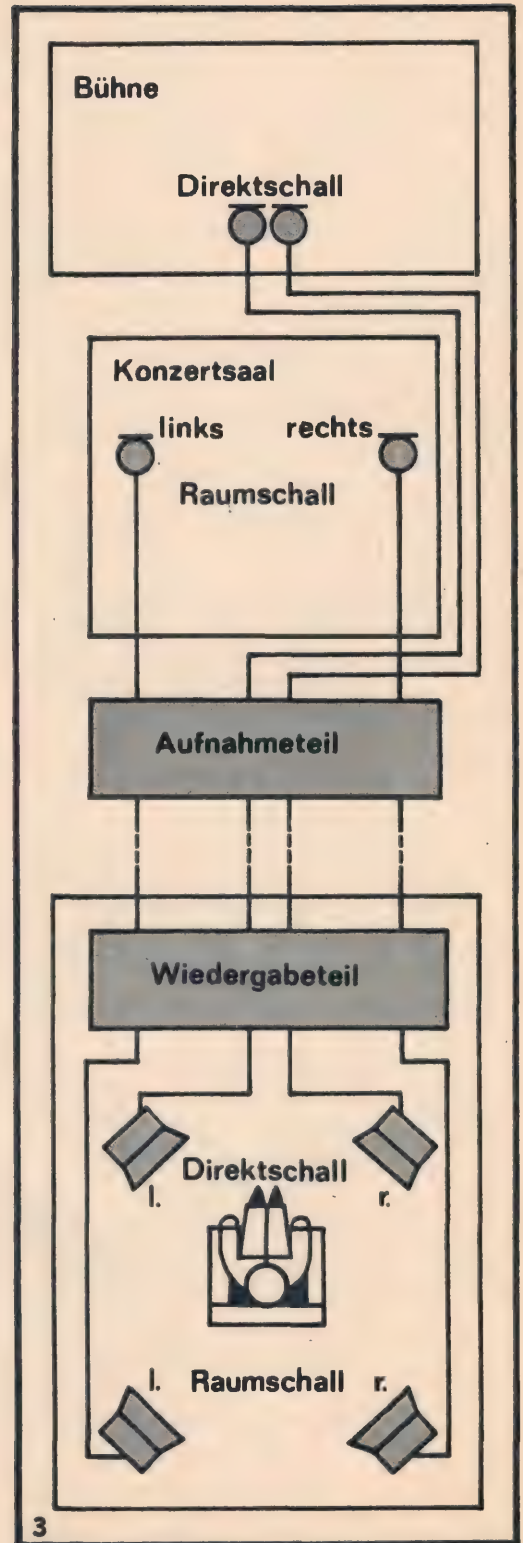 Bühne
Direktschall
Konzertsaal
links rechts
Raumschall
Aufnahmeteil
Wiedergabeteil
Direktschall
l. r.
l. Raumschall r.
3